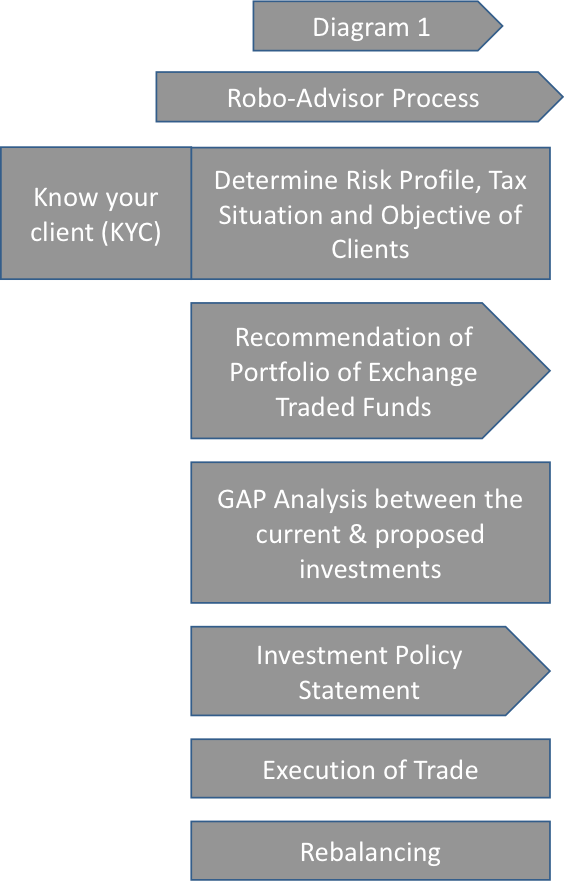 Diagram 1
Robo-Advisor Process
Know your
client (KYC)
Determine Risk Profile, Tax
Situation and Objective of
Clients
Recommendation of
Portfolio of Exchange
Traded Funds
GAP Analysis between the
current & proposed
investments
Investment Policy
Statement
Execution of Trade
Rebalancing